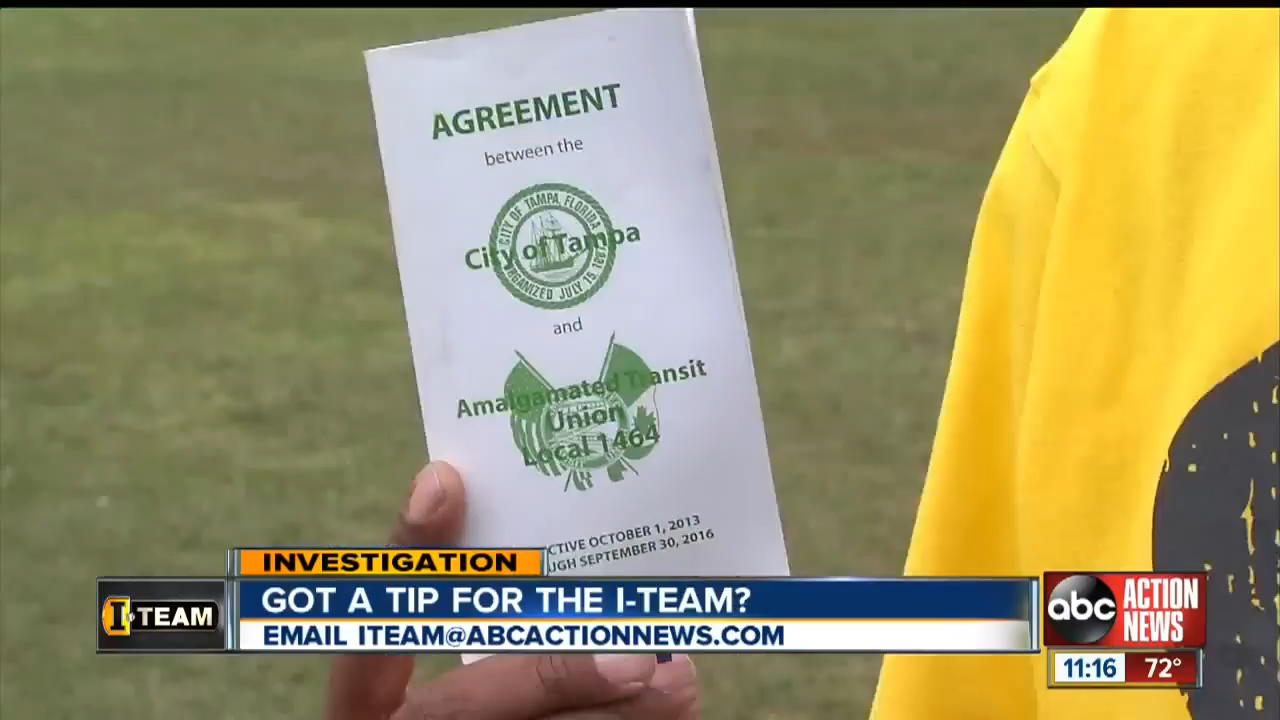 AGREEMENT
between the
CITY OF TAMPA, FLORIDA
City of Tampa
ORGANIZED JULY 15, 1887
and
Amalgamated Transit
Union
Local 1464
CTIVE OCTOBER 1, 2013
UGH SEPTEMBER 30, 2016
INVESTIGATION
I-TEAM
GOT A TIP FOR THE I-TEAM?
EMAIL ITEAM@ABCACTIONNEWS.COM
abc
ACTION
NEWS
11:16 72°